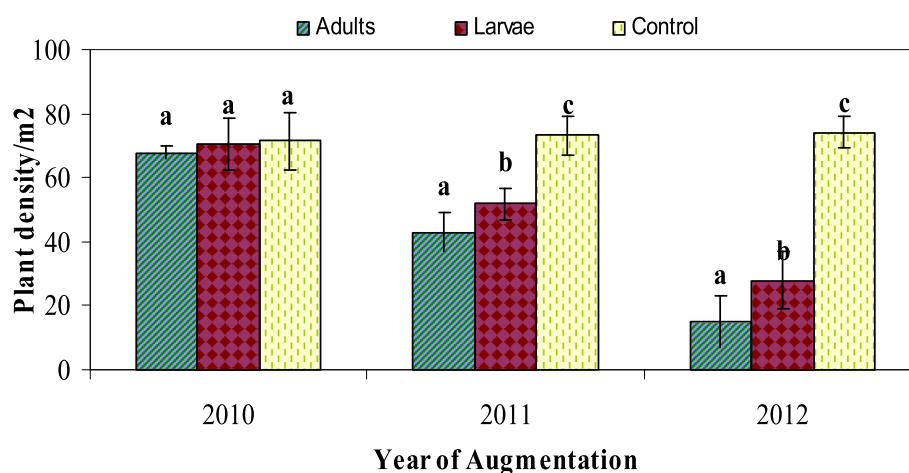 Adults Larvae Control
Plant density/m2
100
80
60
40
20
0
a a a
a b c
a b c
2010 2011 2012
Year of Augmentation